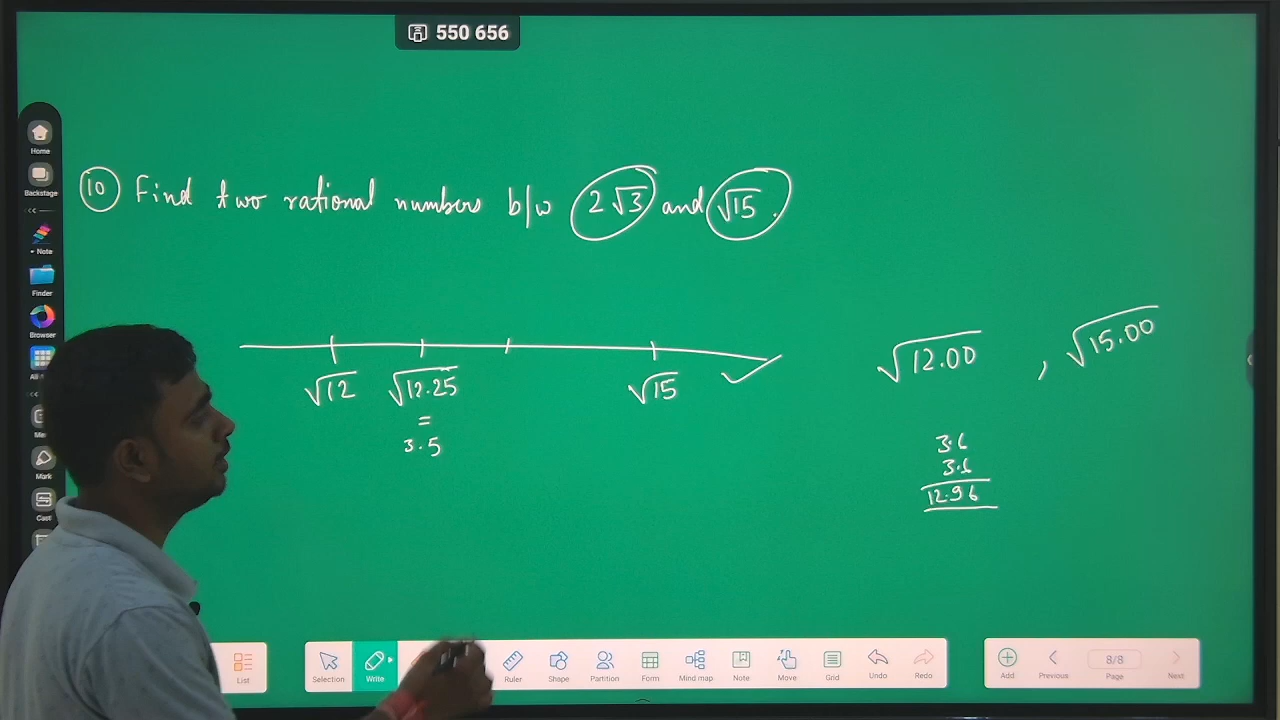 550 656
Home
Backstage
Note
Finder
Browser
Mark
Cast
⑩ Find two rational numbers b/w 2√3 and √15.
√12 √12.25 √15
=
3.5
√12.00 , √15.00
3.6
3.6
12.96
List
Selection Write Ruler Shape Partition Form Mind map Note Move Grid Undo Redo
Add Previous 8/8 Page Next